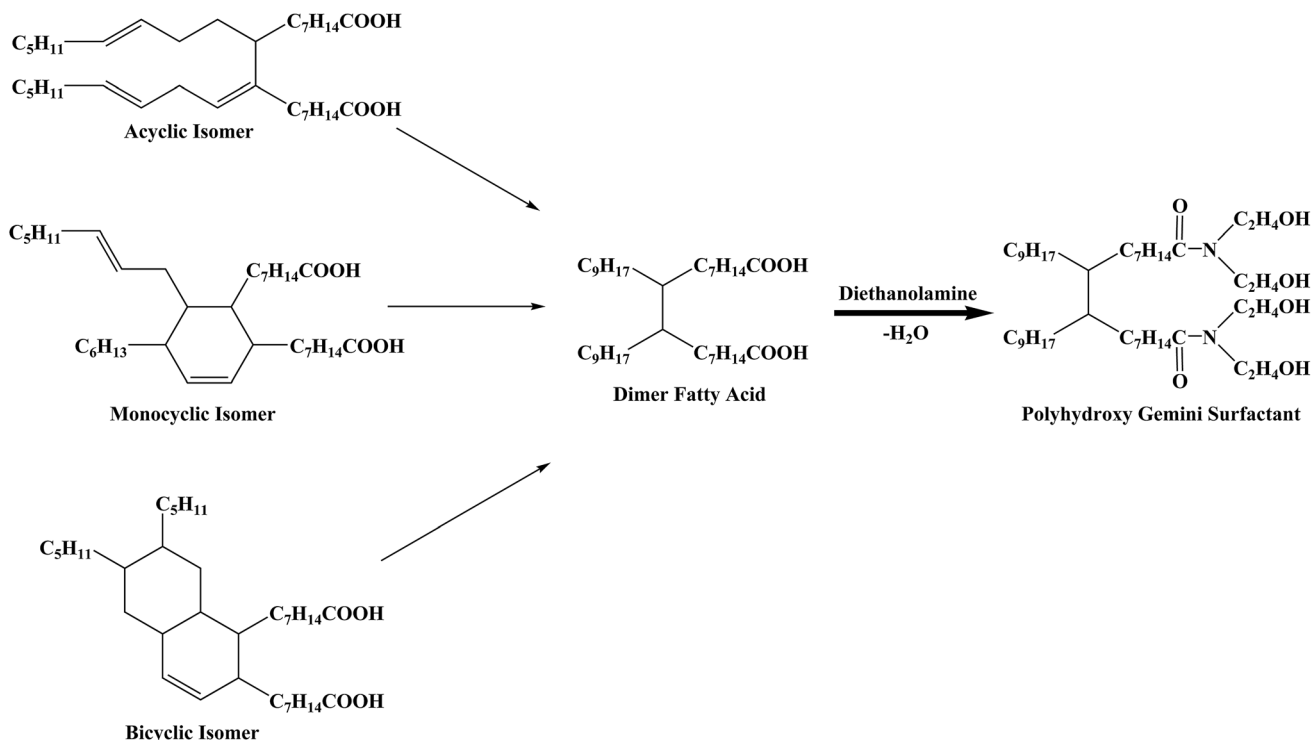 C₇H₁₄COOH
C₅H₁₁
C₅H₁₁
C₇H₁₄COOH
Acyclic Isomer
C₅H₁₁
C₇H₁₄COOH
C₆H₁₃
C₇H₁₄COOH
Monocyclic Isomer
C₅H₁₁
C₅H₁₁
C₇H₁₄COOH
C₇H₁₄COOH
Bicyclic Isomer
C₉H₁₇ C₇H₁₄COOH
C₉H₁₇ C₇H₁₄COOH
Dimer Fatty Acid
Diethanolamine
-H₂O
O
C₂H₄OH
C₉H₁₇ C₇H₁₄C N
C₂H₄OH
C₂H₄OH
C₉H₁₇ C₇H₁₄C N
C₂H₄OH
O
Polyhydroxy Gemini Surfactant